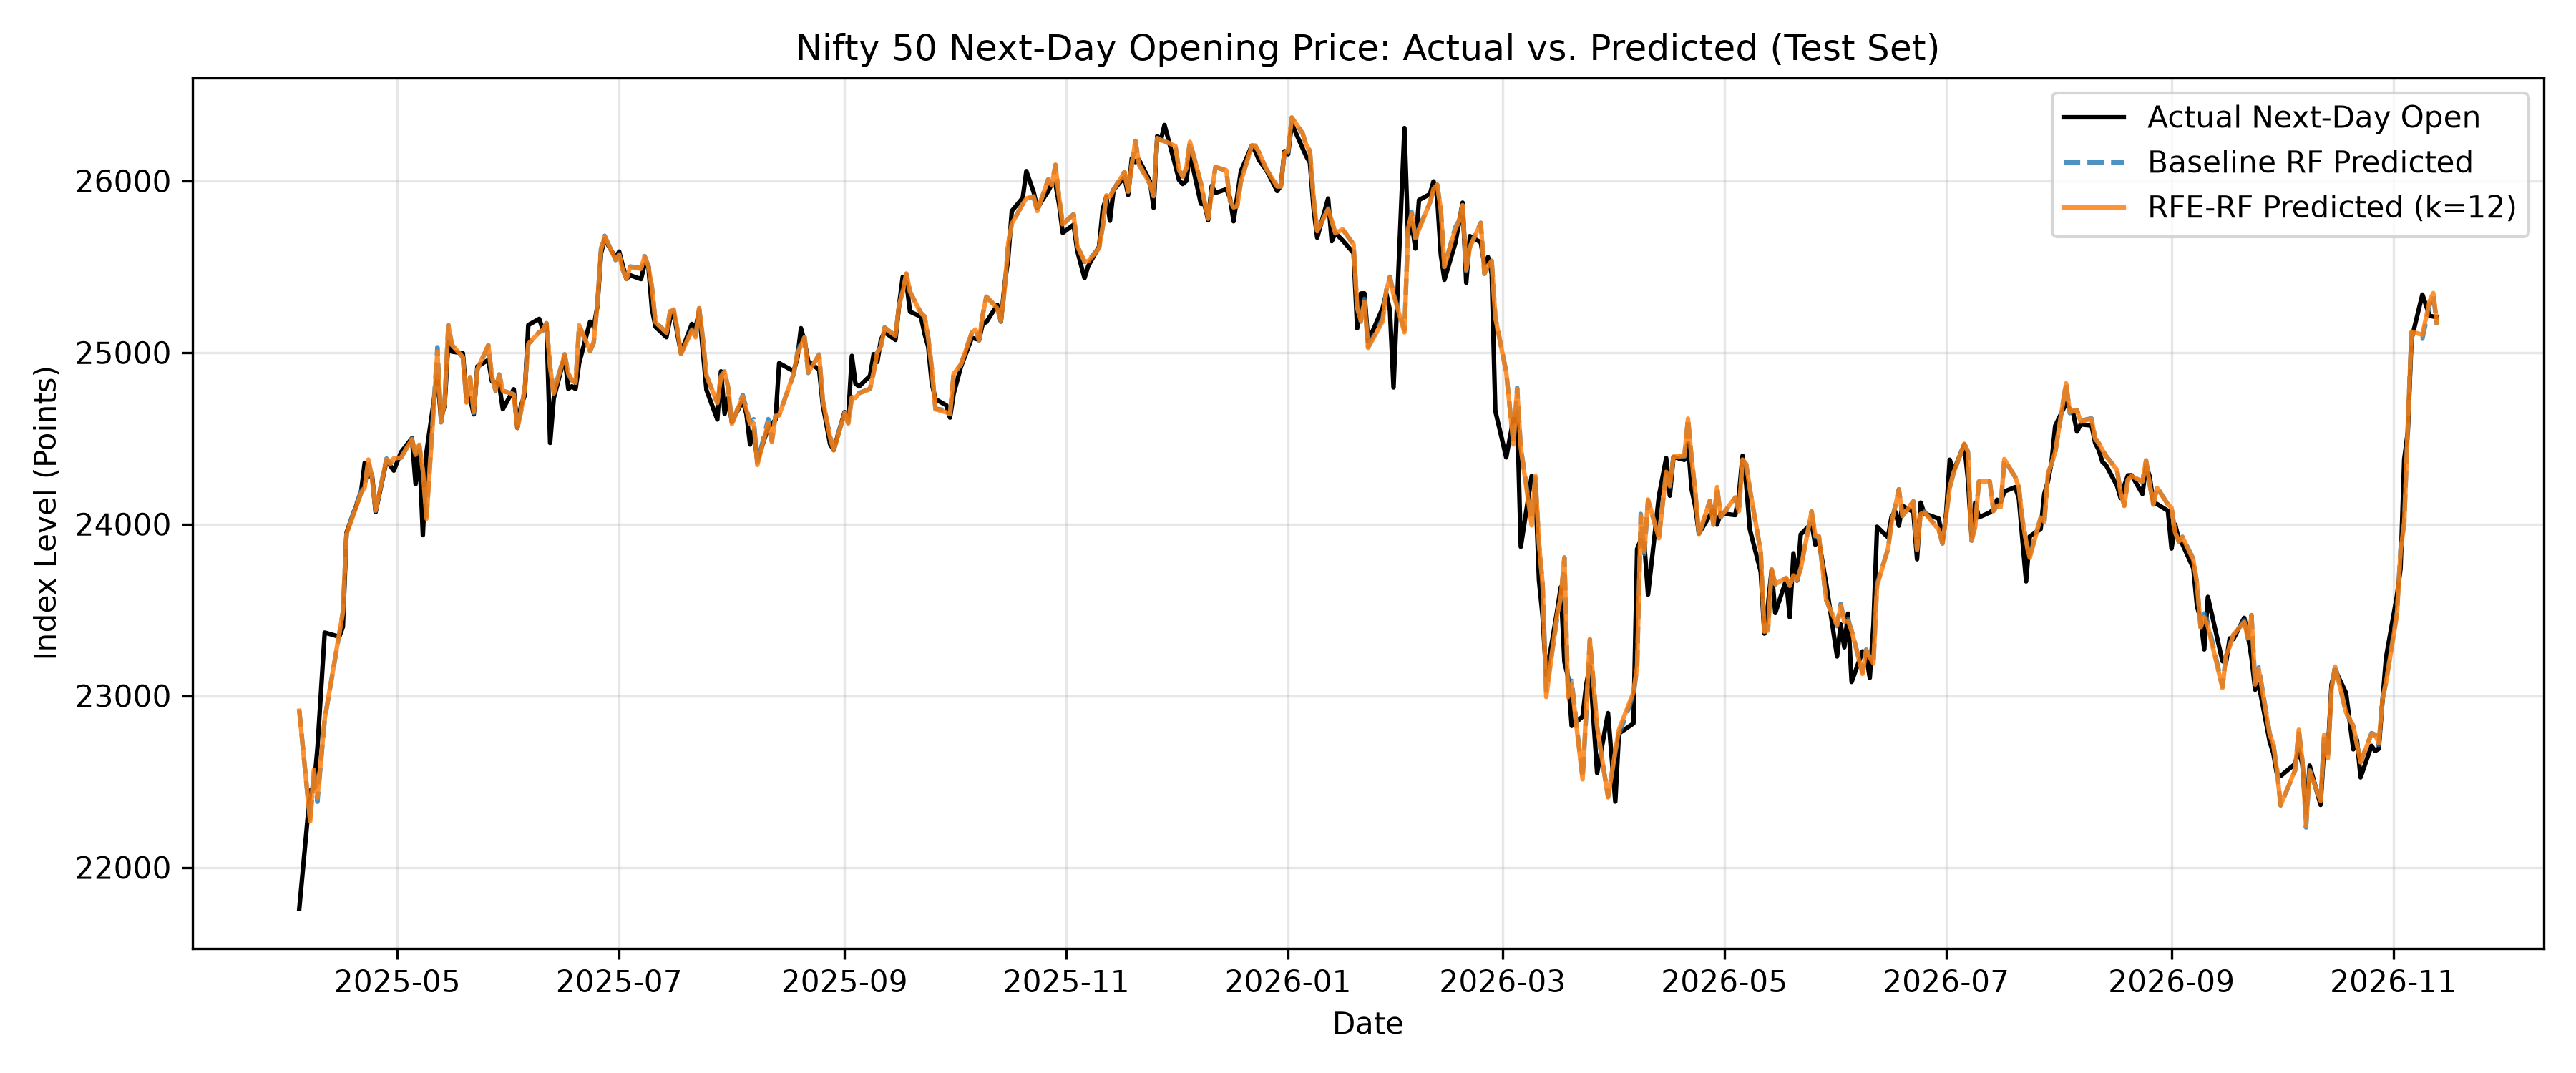 Nifty 50 Next-Day Opening Price: Actual vs. Predicted (Test Set)
Actual Next-Day Open
Baseline RF Predicted
RFE-RF Predicted (k=12)
Index Level (Points)
26000
25000
24000
23000
22000
2025-05 2025-07 2025-09 2025-11 2026-01 2026-03 2026-05 2026-07 2026-09 2026-11
Date